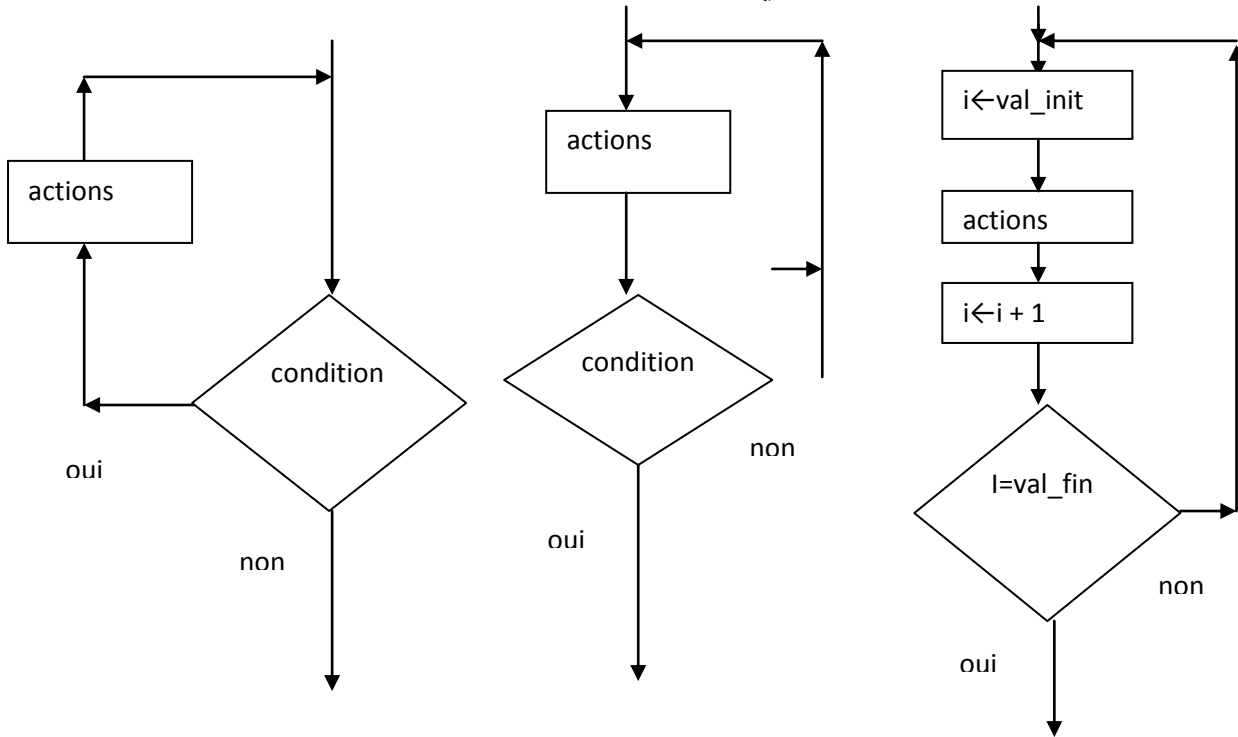 actions
condition
oui
non
actions
condition
non
oui
i←val_init
actions
i←i + 1
I=val_fin
non
oui